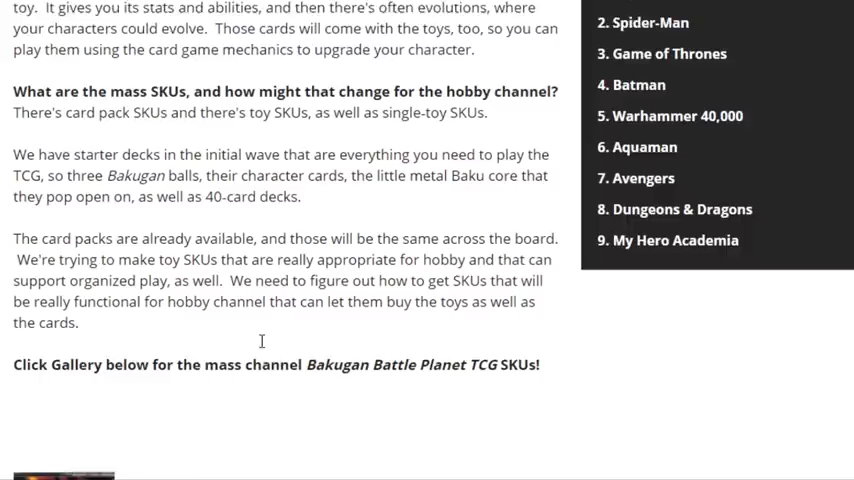 toy. It gives you its stats and abilities, and then there's often evolutions, where
your characters could evolve. Those cards will come with the toys, too, so you can
play them using the card game mechanics to upgrade your character.
What are the mass SKUs, and how might that change for the hobby channel?
There's card pack SKUs and there's toy SKUs, as well as single-toy SKUs.
We have starter decks in the initial wave that are everything you need to play the
TCG, so three Bakugan balls, their character cards, the little metal Baku core that
they pop open on, as well as 40-card decks.
The card packs are already available, and those will be the same across the board.
We're trying to make toy SKUs that are really appropriate for hobby and that can
support organized play, as well. We need to figure out how to get SKUs that will
be really functional for hobby channel that can let them buy the toys as well as
the cards.
Click Gallery below for the mass channel Bakugan Battle Planet TCG SKUs!
2. Spider-Man
3. Game of Thrones
4. Batman
5. Warhammer 40,000
6. Aquaman
7. Avengers
8. Dungeons & Dragons
9. My Hero Academia